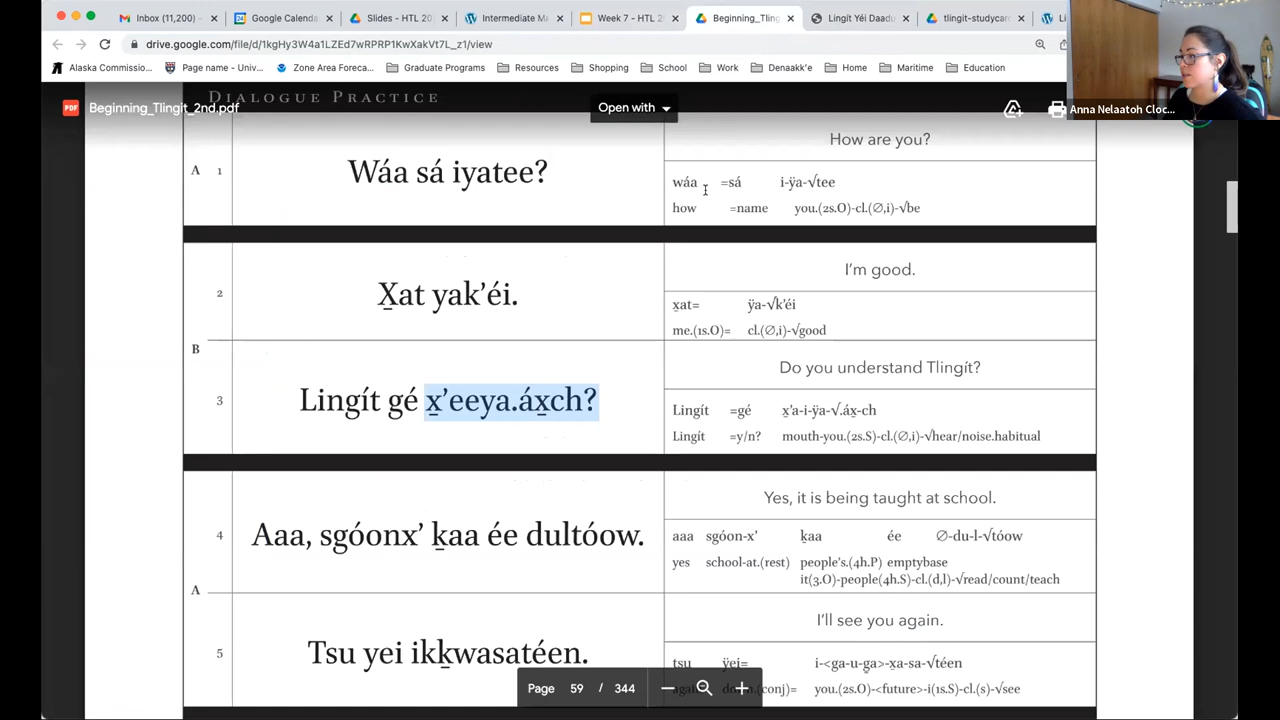 Inbox (11,200)
Google Calenda
Slides - HTL 20
Intermediate M
Week 7 - HTL 2
Beginning_Tling
Lingít Yéi Daadu
tlingit-studycar
Li
drive.google.com/file/d/1kgHy3W4a1LZEd7wRPRP1KwXakVt7L_z1/view
Alaska Commissio...
Page name - Univ...
Zone Area Foreca...
Graduate Programs
Resources
Shopping
School
Work
Denaakk'e
Home
Maritime
Education
Dialogue Practice
Beginning_Tlingit_2nd.pdf
Open with
Anna Nelaatoh Cloc...
A 1
Wáa sá iyatee?
How are you?
wáa =sá i-ÿa-√tee
how =name you.(2s.O)-cl.(∅,i)-√be
B
2
X̱at yak’éi.
I’m good.
x̱at= ÿa-√k’éi
me.(1s.O)= cl.(∅,i)-√good
3
Lingít gé x̱’eeya.áx̱ch?
Do you understand Tlingít?
Lingít =gé x̱’a-i-ÿa-√.áx̱-ch
Lingít =y/n? mouth-you.(2s.S)-cl.(∅,i)-√hear/noise.habitual
A
4
Aaa, sgóonx’ ḵaa ée dultóow.
Yes, it is being taught at school.
aaa sgóon-x’ ḵaa ée ∅-du-l-√tóow
yes school-at.(rest) people’s.(4h.P) emptybase
it(3.O)-people(4h.S)-cl.(d,l)-√read/count/teach
5
Tsu yei ikḵwasatéen.
I’ll see you again.
tsu ÿei= i-<ga-u-g̱a>-x̱a-sa-√téen
you.(2s.O)-<future>-i(1s.S)-cl.(s)-√see
Page 59 / 344